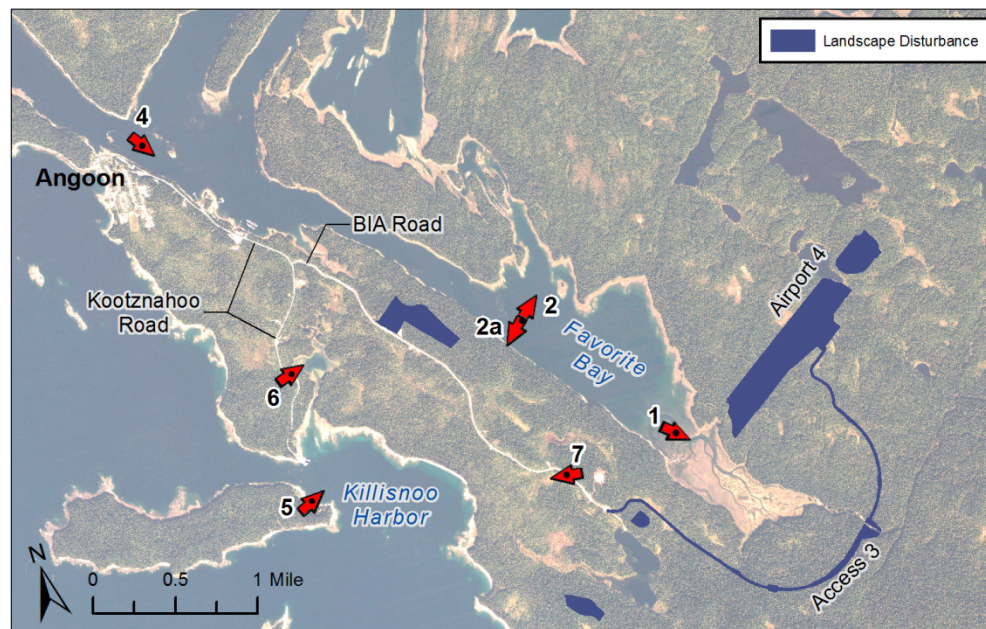 Landscape Disturbance
4
Angoon
BIA Road
Kootznahoo
Road
2
2a
Favorite
Bay
Airport 4
6
1
7
5
Killisnoo
Harbor
Access 3
N
0 0.5 1 Mile